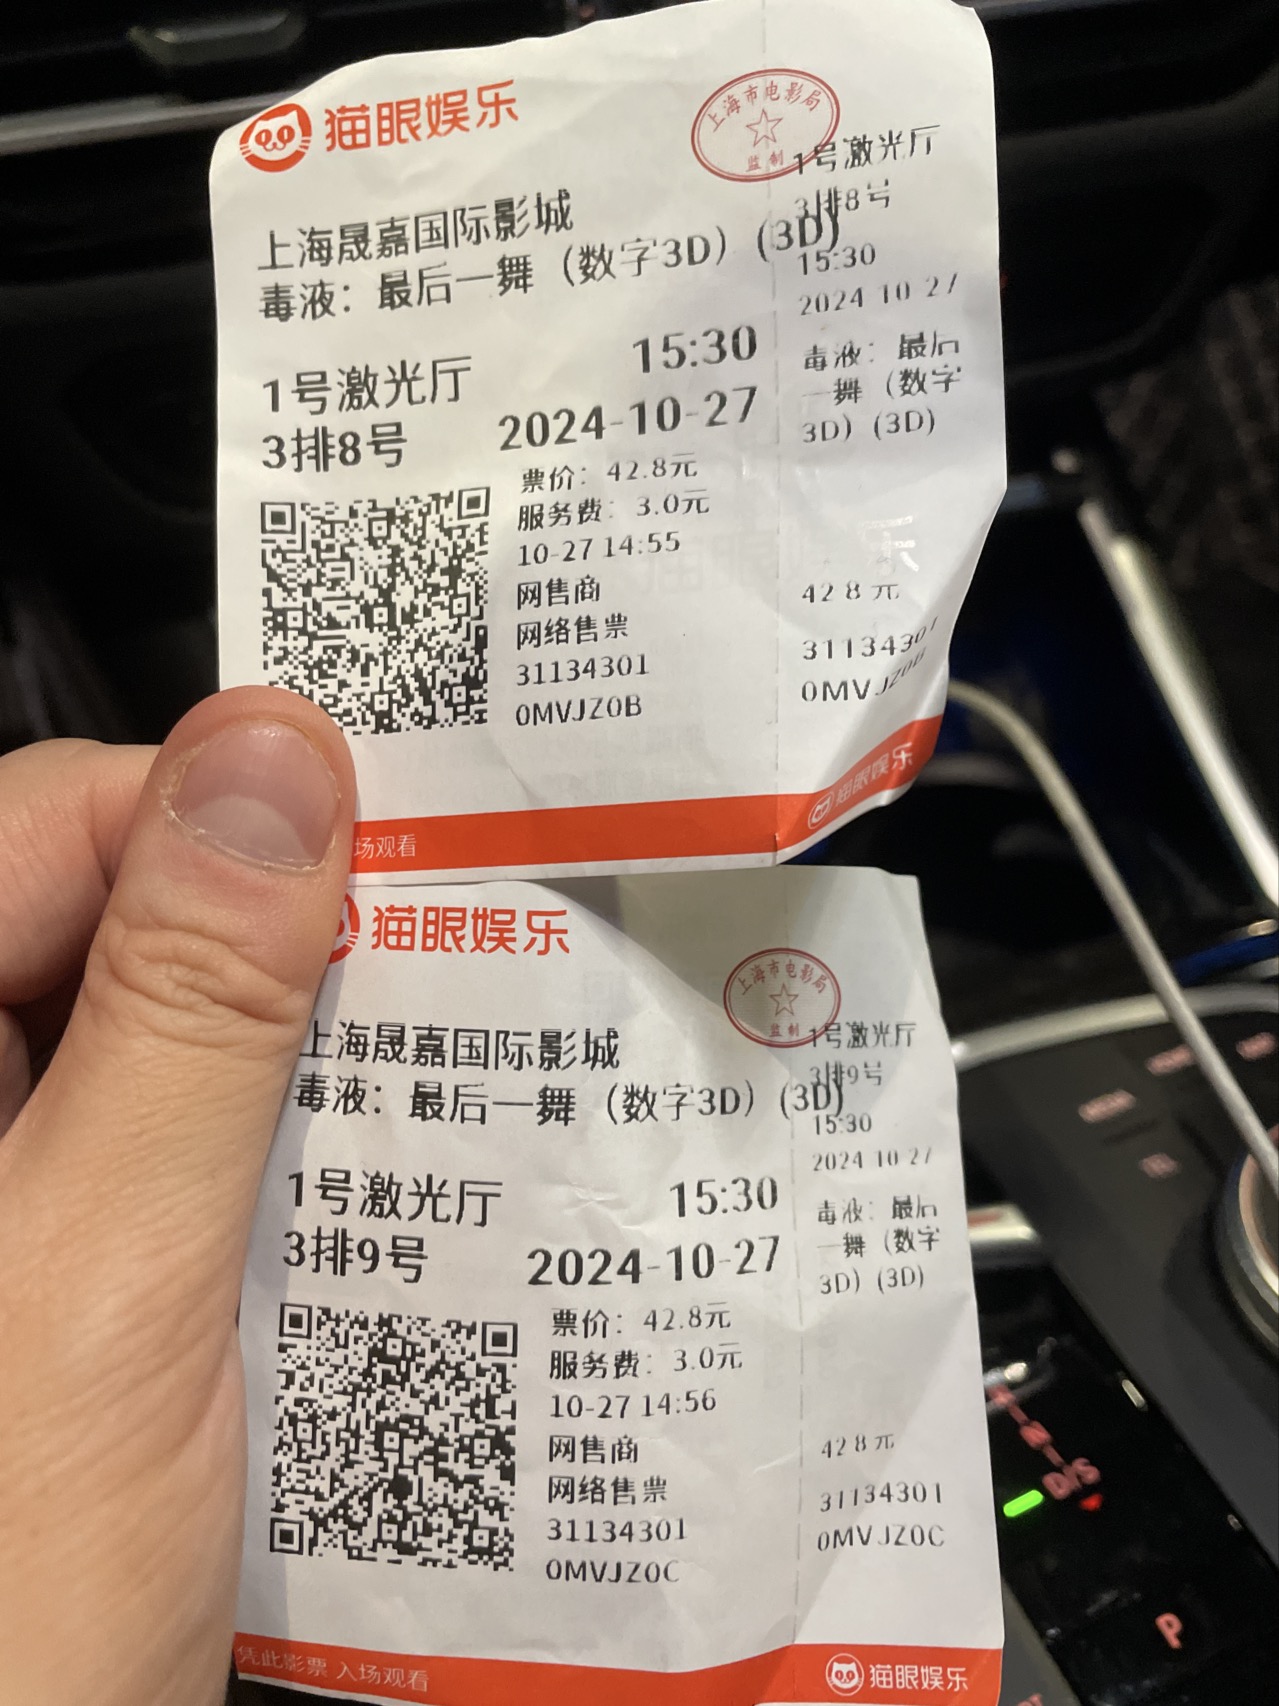 猫眼娱乐
上海市电影局
监制
上海晟嘉国际影城
毒液：最后一舞（数字3D）(3D)
1号激光厅
15:30
3排8号
2024-10-27
票价：42.8元
服务费：3.0元
10-27 14:55
网售商
网络售票
31134301
0MVJZ0B
1号激光厅
3排8号
15:30
2024 10 27
毒液：最后
一舞（数字
3D）(3D)
42 8 元
31134301
0MVJZ0B
场观看
猫眼娱乐
猫眼娱乐
上海市电影局
监制
上海晟嘉国际影城
毒液：最后一舞（数字3D）(3D)
1号激光厅
15:30
3排9号
2024-10-27
票价：42.8元
服务费：3.0元
10-27 14:56
网售商
网络售票
31134301
0MVJZ0C
1号激光厅
3排9号
15:30
2024 10 27
毒液：最后
一舞（数字
3D）(3D)
42 8 元
31134301
0MVJZ0C
凭此影票 入场观看
猫眼娱乐
P